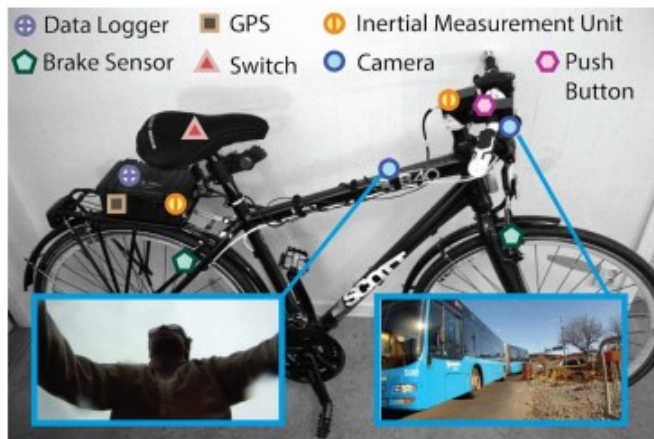 Data Logger
GPS
Inertial Measurement Unit
Brake Sensor
Switch
Camera
Push
Button
SCOTT